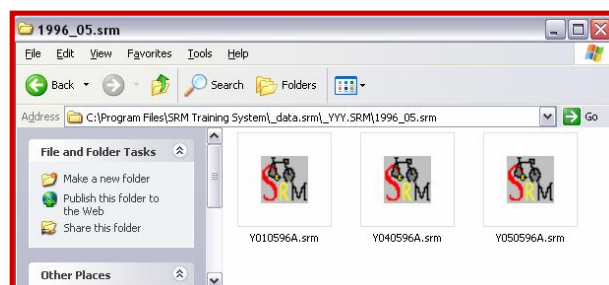 1996_05.srm
File Edit View Favorites Tools Help
Back Search Folders
Address C:\Program Files\SRM Training System\_data.srm\_YYY.SRM\1996_05.srm Go
File and Folder Tasks
Make a new folder
Publish this folder to
the Web
Share this folder
Other Places
SRM SRM SRM
Y010596A.srm Y040596A.srm Y050596A.srm